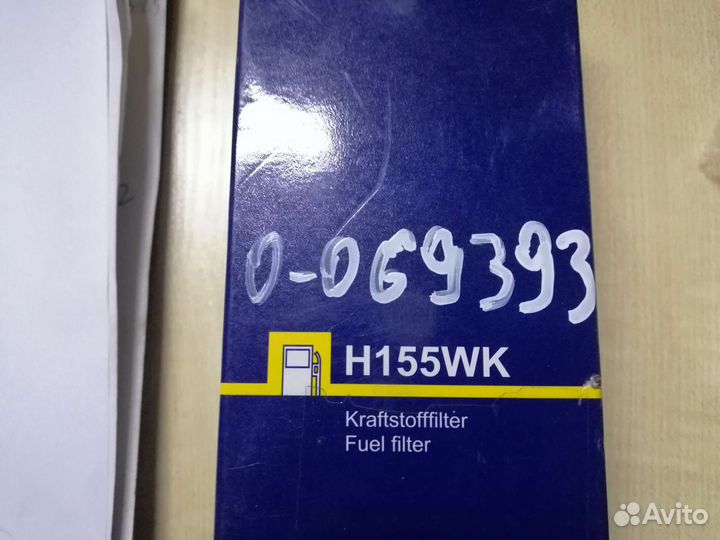 0-069393
H155WK
Kraftstofffilter
Fuel filter
Avito